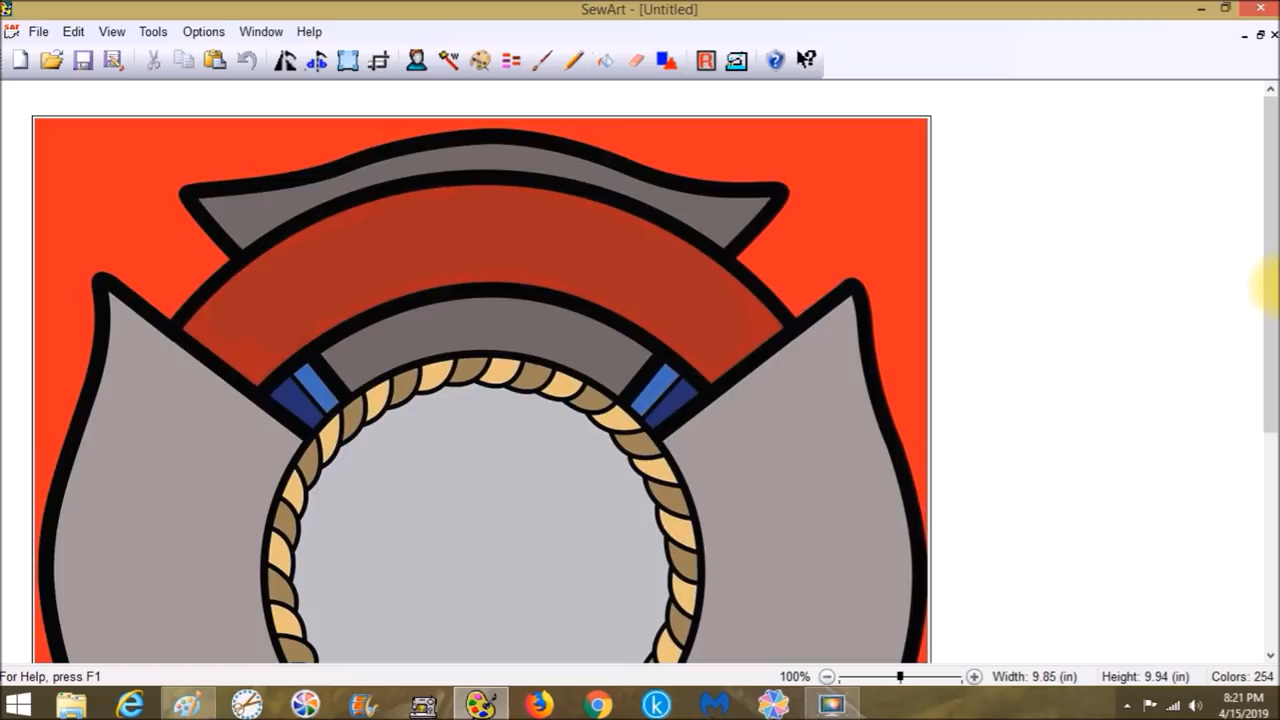 SewArt - [Untitled]
File Edit View Tools Options Window Help
For Help, press F1
100%
Width: 9.85 (in)
Height: 9.94 (in)
Colors: 254
8:21 PM
4/15/2019